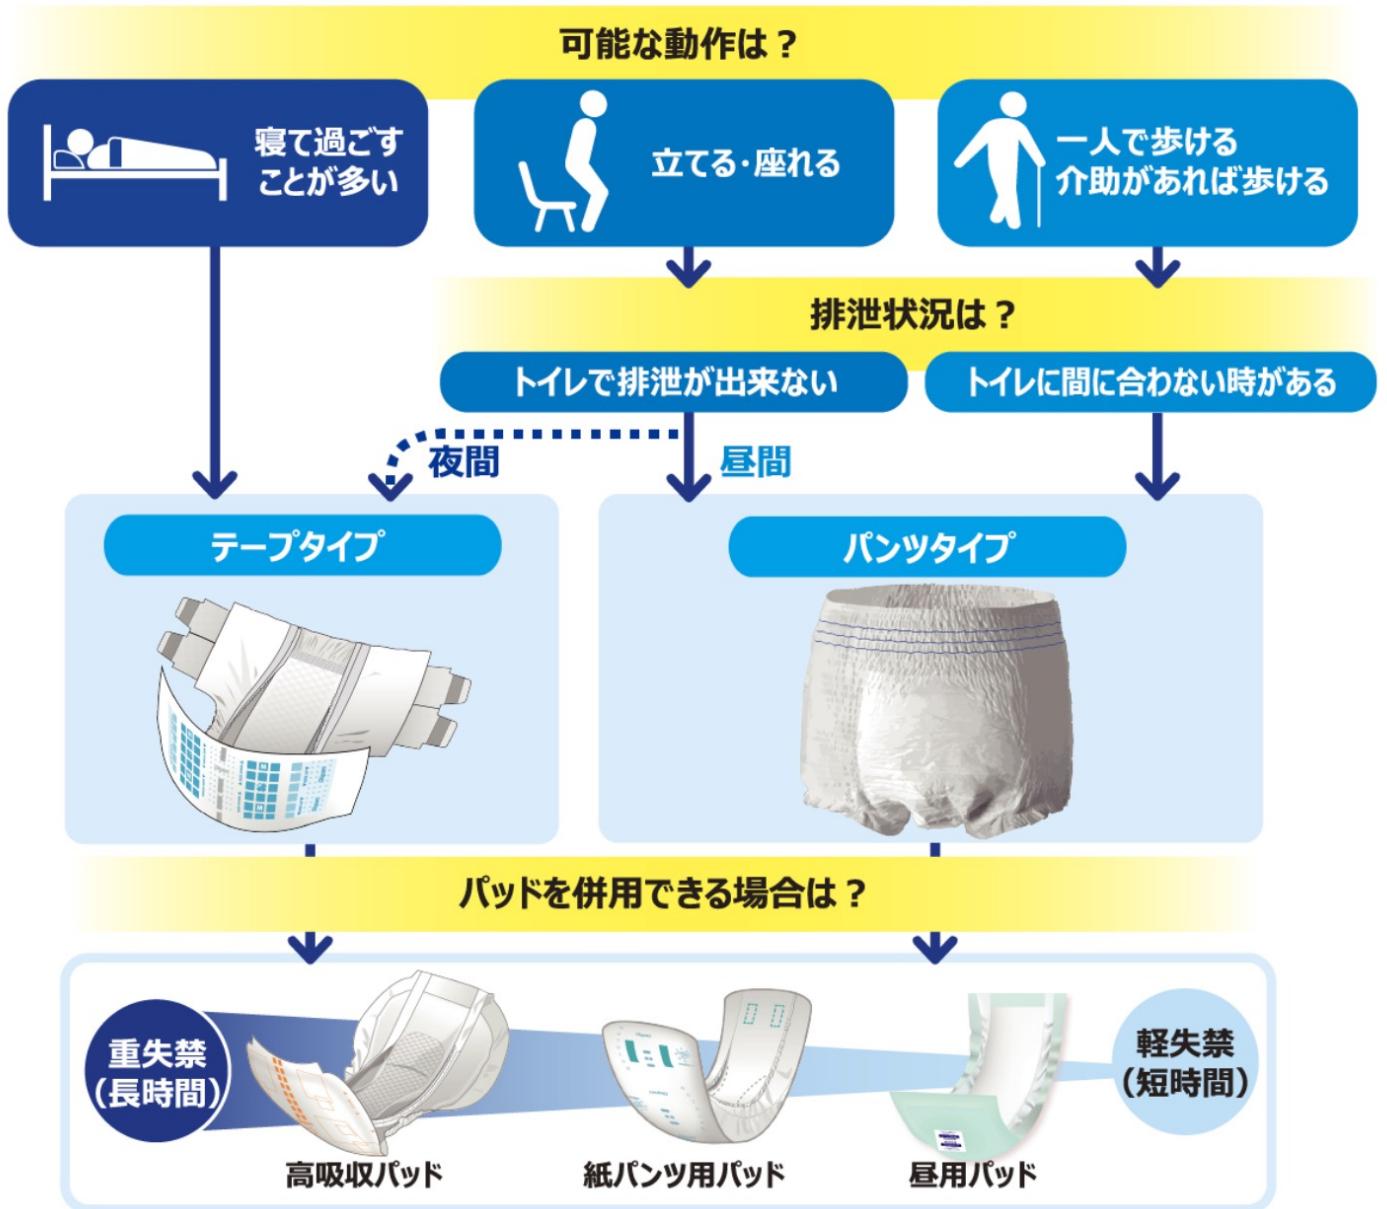 可能な動作は？
寝て過ごす
ことが多い
立てる・座れる
一人で歩ける
介助があれば歩ける
排泄状況は？
トイレで排泄が出来ない
トイレに間に合わない時がある
夜間
昼間
テープタイプ
パンツタイプ
パッドを併用できる場合は？
重失禁
（長時間）
軽失禁
（短時間）
高吸収パッド
紙パンツ用パッド
昼用パッド